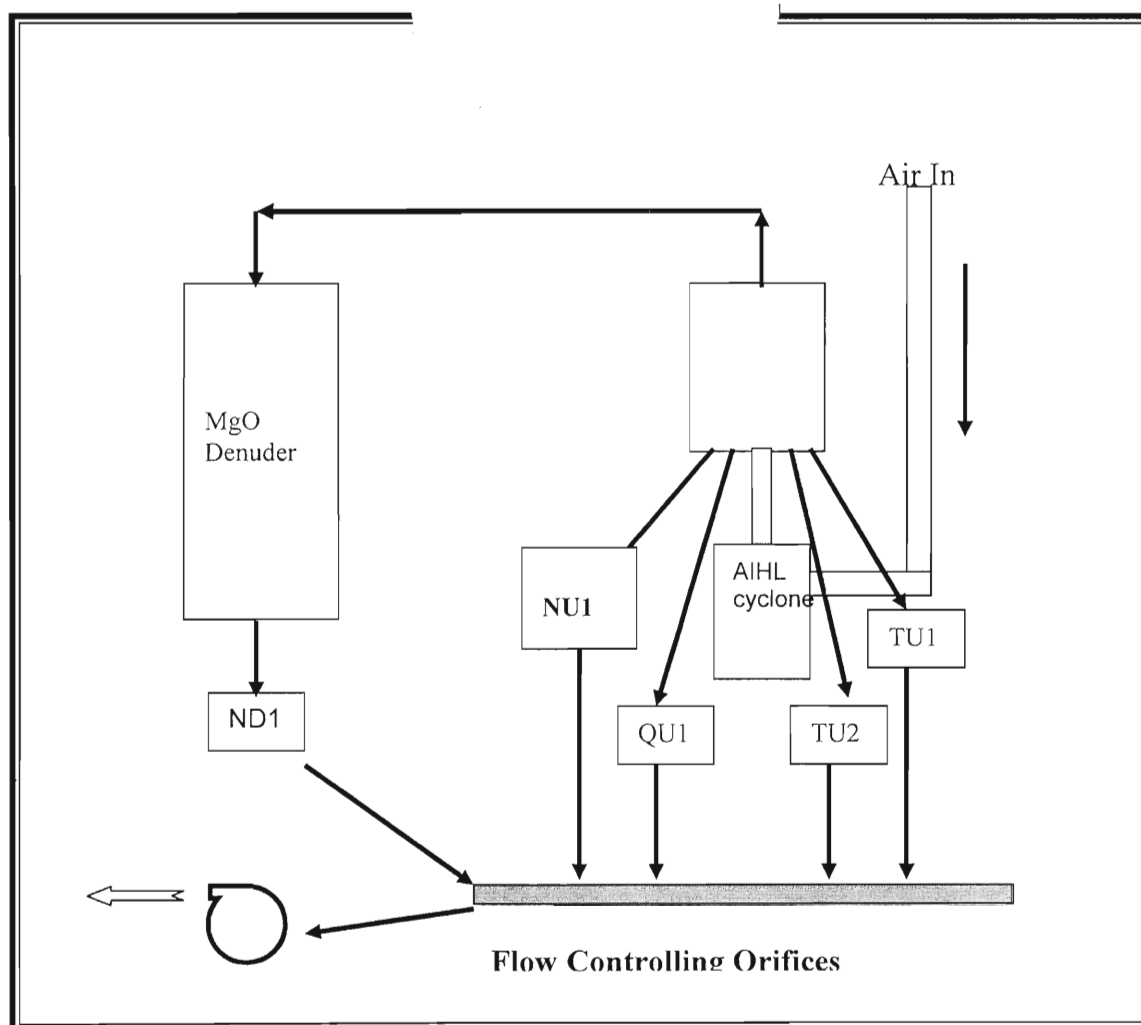 Air In
MgO
Denuder
AIHL
cyclone
NU1
TU1
ND1
QU1
TU2
Flow Controlling Orifices